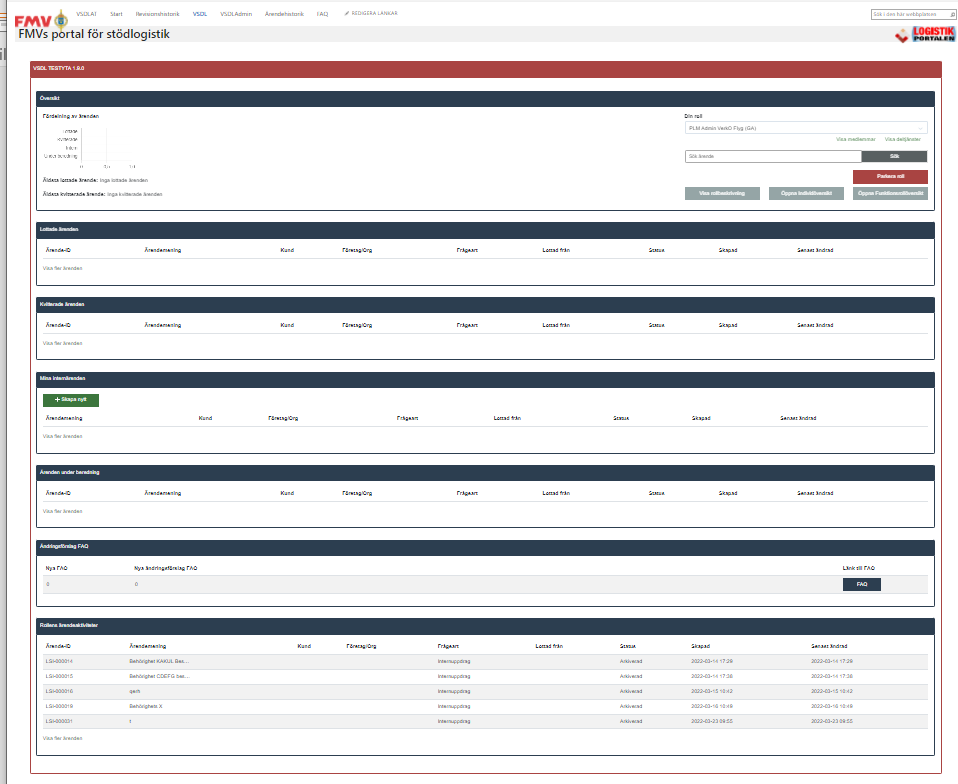 FMV VSDLAT Start Revisionshistorik VSDL VSDLAdmin Ärendehistorik FAQ REDIGERA LÄNKAR Sök i den här webbplatsen
FMVs portal för stödlogistik LOGISTIK PORTALEN
VSDL TESTYTA 1.9.0
Översikt
Fördelning av ärenden
Lottade
Kvitterade
Intern
Under beredning
Äldsta lottade ärende: Inga lottade ärenden
Äldsta kvitterade ärende: Inga kvitterade ärenden
Din roll
PLM Admin VerkO Flyg (GA)
Visa medlemmar Visa deltjänster
Sök ärende Sök
Parkera roll
Visa rollbeskrivning Öppna Individöversikt
Lottade ärenden
Ärende-ID Ärendemening Kund Företag/Org Frågeart Lottad från Status Skapad Senast ändrad
Visa fler ärenden
Kvitterade ärenden
Ärende-ID Ärendemening Kund Företag/Org Frågeart Lottad från Status Skapad Senast ändrad
Visa fler ärenden
Mina internärenden
+ Skapa nytt
Ärendemening Kund Företag/Org Frågeart Lottad från Status Skapad Senast ändrad
Visa fler ärenden
Ärenden under beredning
Ärende-ID Ärendemening Kund Företag/Org Frågeart Lottad från Status Skapad Senast ändrad
Visa fler ärenden
Ändringsförslag FAQ
Nya FAQ Nya ändringsförslag FAQ Länk till FAQ
0 0 FAQ
Rollens ärendeaktiviteter
Ärende-ID Ärendemening Kund Företag/Org Frågeart Lottad från Status Skapad Senast ändrad
LSI-000014 Behörighet KAKUL Bes... Internuppdrag Arkiverad 2022-03-14 17:29 2022-03-14 17:29
LSI-000015 Behörighet CDEFG bes... Internuppdrag Arkiverad 2022-03-14 17:36 2022-03-14 17:36
LSI-000016 qerh Internuppdrag Arkiverad 2022-03-15 10:42 2022-03-15 10:42
LSI-000019 Behörighets X Internuppdrag Arkiverad 2022-03-16 10:49 2022-03-16 10:49
LSI-000031 r Internuppdrag Arkiverad 2022-03-23 09:55 2022-03-23 09:55
Visa fler ärenden